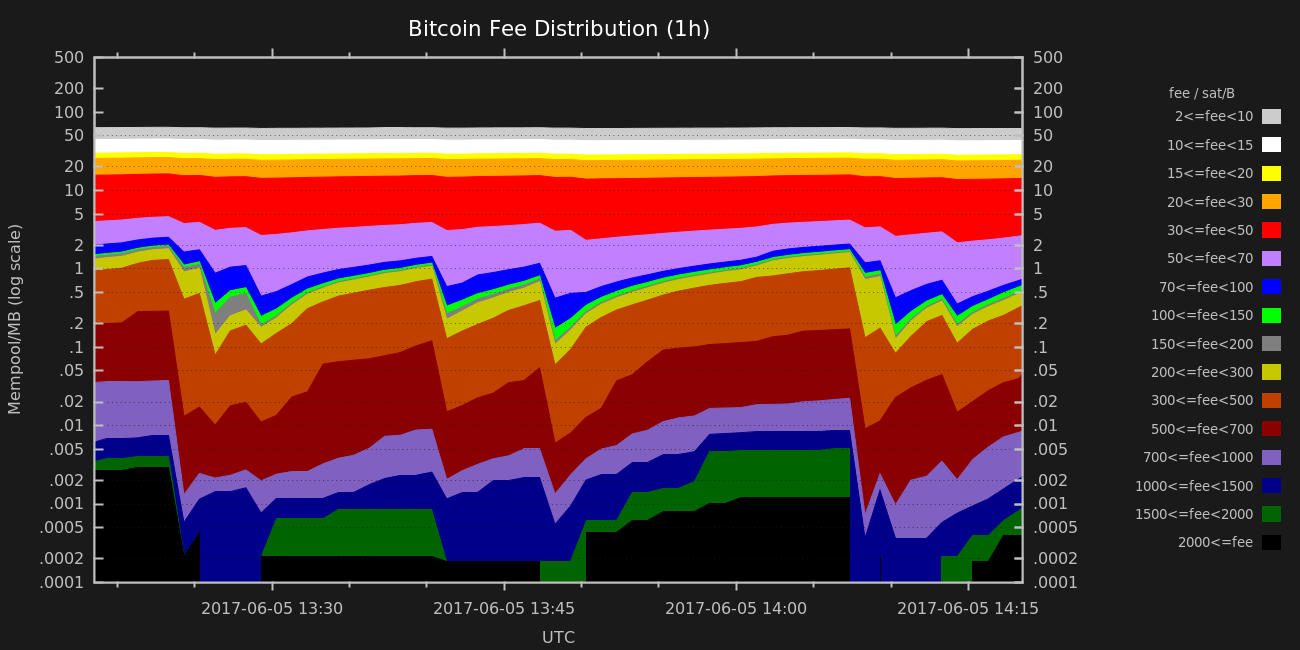 Bitcoin Fee Distribution (1h)
500 500
200 200
100 100
50 50
20 20
10 10
5 5
2 2
1 1
.5 .5
.2 .2
.1 .1
.05 .05
.02 .02
.01 .01
.005 .005
.002 .002
.001 .001
.0005 .0005
.0002 .0002
.0001 .0001
Mempool/MB (log scale)
2017-06-05 13:30 2017-06-05 13:45 2017-06-05 14:00 2017-06-05 14:15
UTC
fee / sat/B
2<=fee<10
10<=fee<15
15<=fee<20
20<=fee<30
30<=fee<50
50<=fee<70
70<=fee<100
100<=fee<150
150<=fee<200
200<=fee<300
300<=fee<500
500<=fee<700
700<=fee<1000
1000<=fee<1500
1500<=fee<2000
2000<=fee